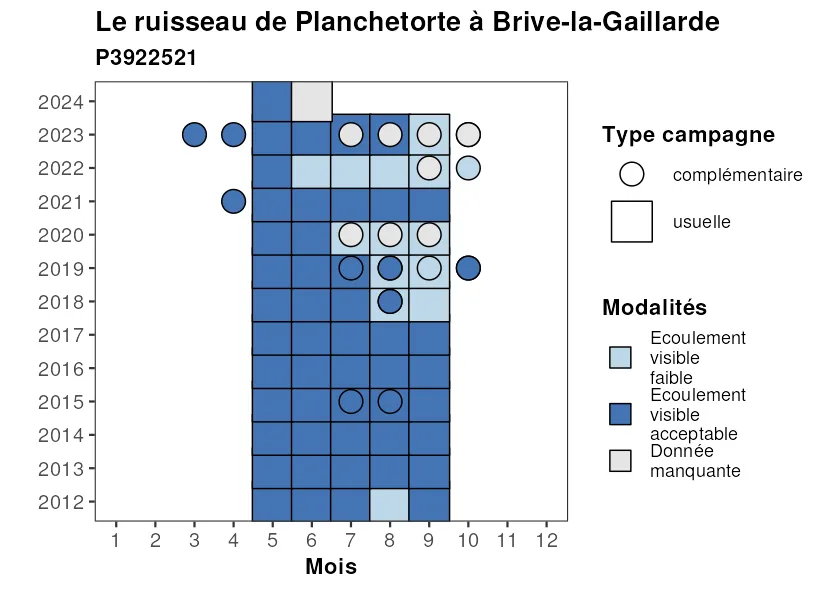 Le ruisseau de Planchetorte à Brive-la-Gaillarde
P3922521
2024
2023
2022
2021
2020
2019
2018
2017
2016
2015
2014
2013
2012
1 2 3 4 5 6 7 8 9 10 11 12
Mois
Type campagne
complémentaire
usuelle
Modalités
Ecoulement
visible
faible
Ecoulement
visible
acceptable
Donnée
manquante